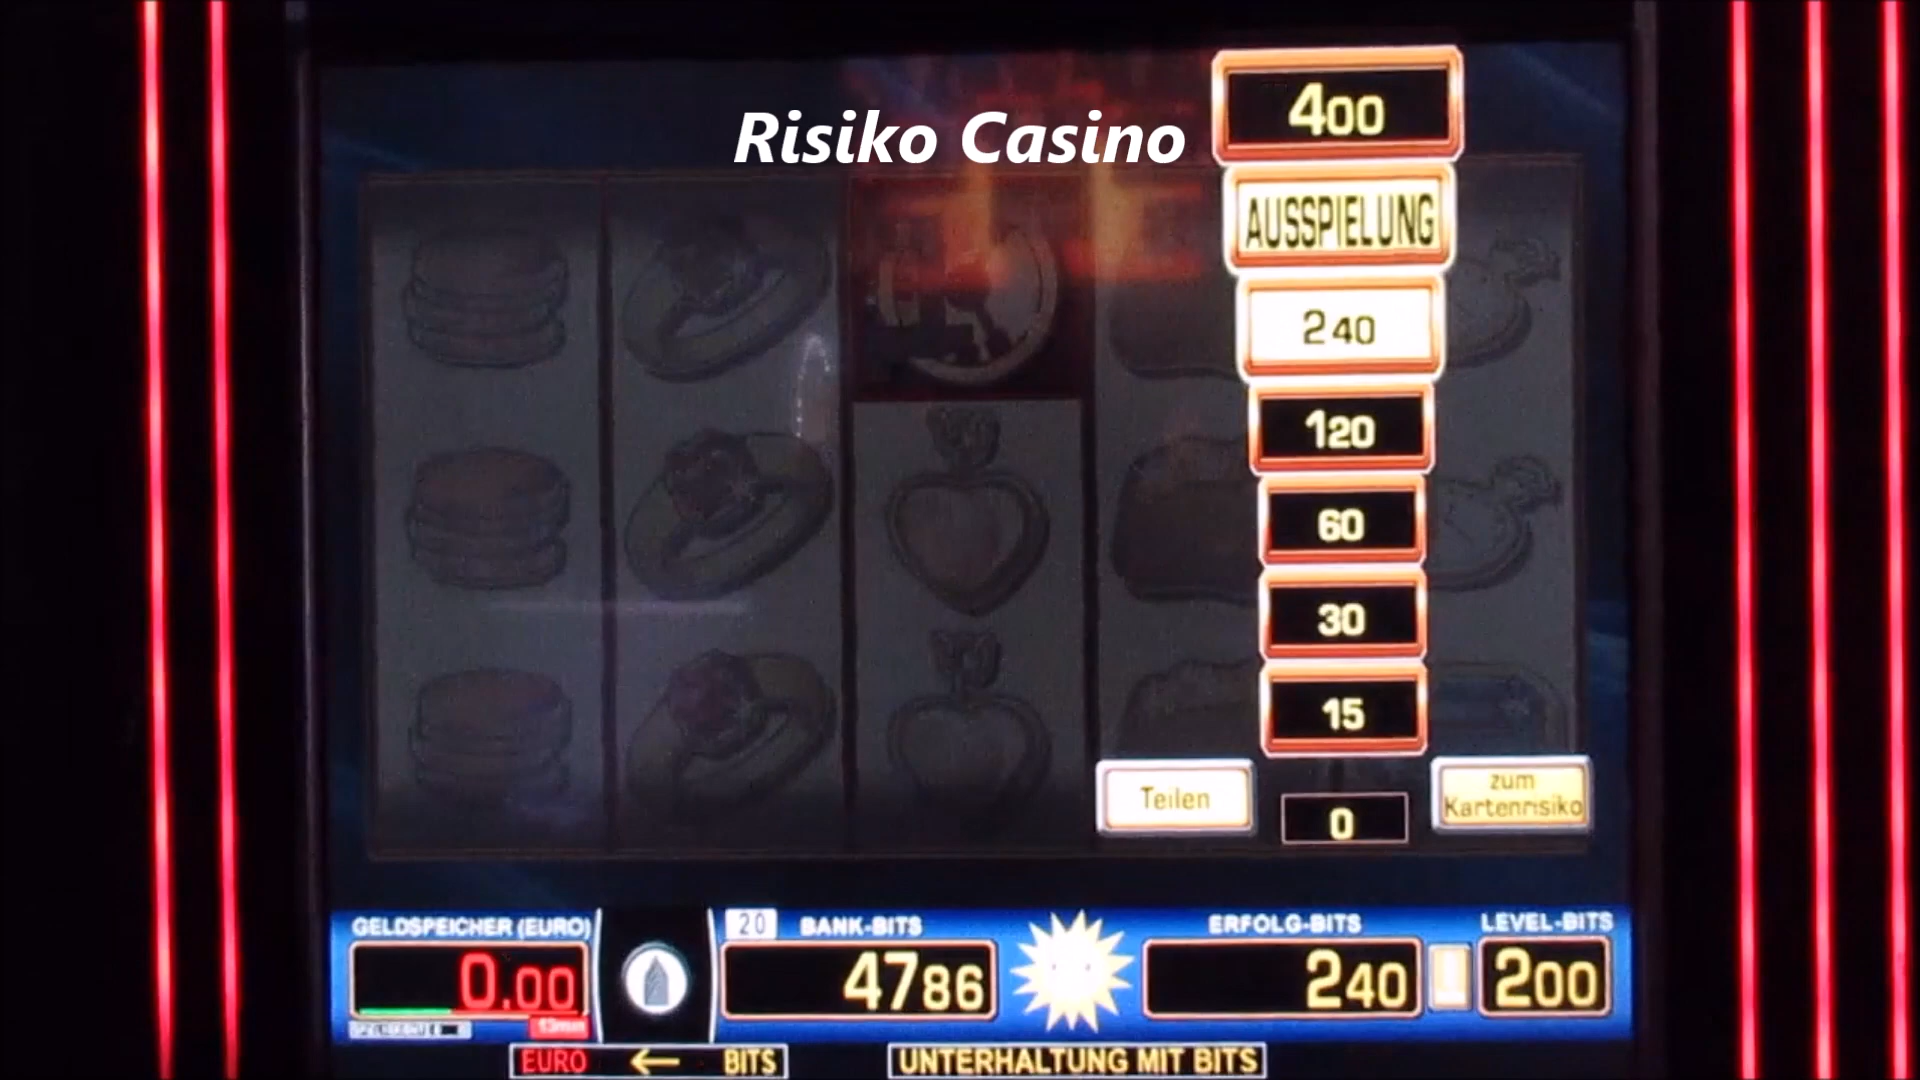 Risiko Casino
400
AUSSPIELUNG
240
120
60
30
15
Teilen
0
zum
Kartenrisiko
GELDSPEICHER (EURO)
20
BANK-BITS
ERFOLG-BITS
LEVEL-BITS
0.00
4786
240
200
13min
EURO ← BITS
UNTERHALTUNG MIT BITS